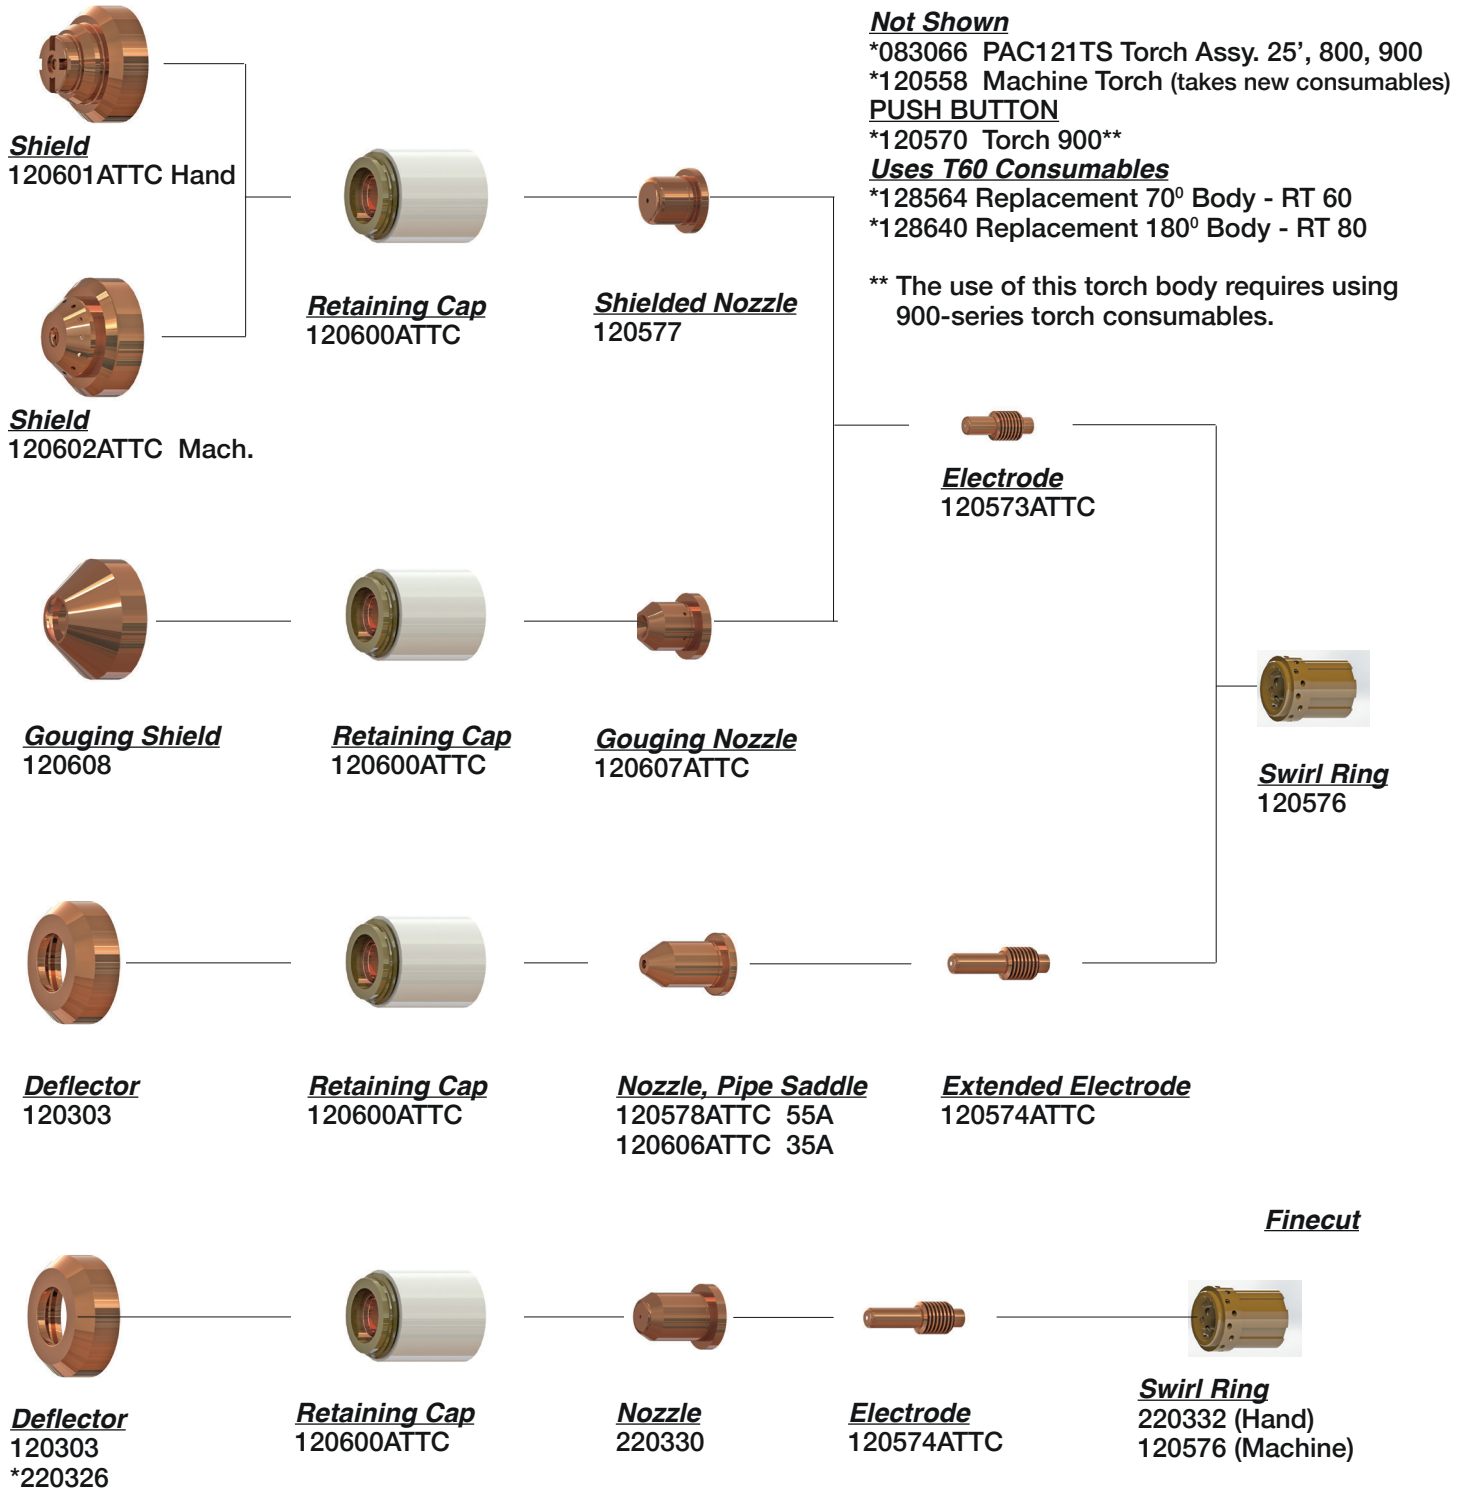 Not Shown
*083066  PAC121TS Torch Assy. 25’, 800, 900
*120558  Machine Torch (takes new consumables)
PUSH BUTTON
*120570  Torch 900**
Uses T60 Consumables
*128564 Replacement 70⁰ Body - RT 60
*128640 Replacement 180⁰ Body - RT 80
** The use of this torch body requires using
900-series torch consumables.
Shield
120601ATTC Hand
Retaining Cap
120600ATTC
Shielded Nozzle
120577
Shield
120602ATTC  Mach.
Electrode
120573ATTC
Gouging Shield
120608
Retaining Cap
120600ATTC
Gouging Nozzle
120607ATTC
Swirl Ring
120576
Deflector
120303
Retaining Cap
120600ATTC
Nozzle, Pipe Saddle
120578ATTC  55A
120606ATTC  35A
Extended Electrode
120574ATTC
Finecut
Deflector
120303
*220326
Retaining Cap
120600ATTC
Nozzle
220330
Electrode
120574ATTC
Swirl Ring
220332 (Hand)
120576 (Machine)